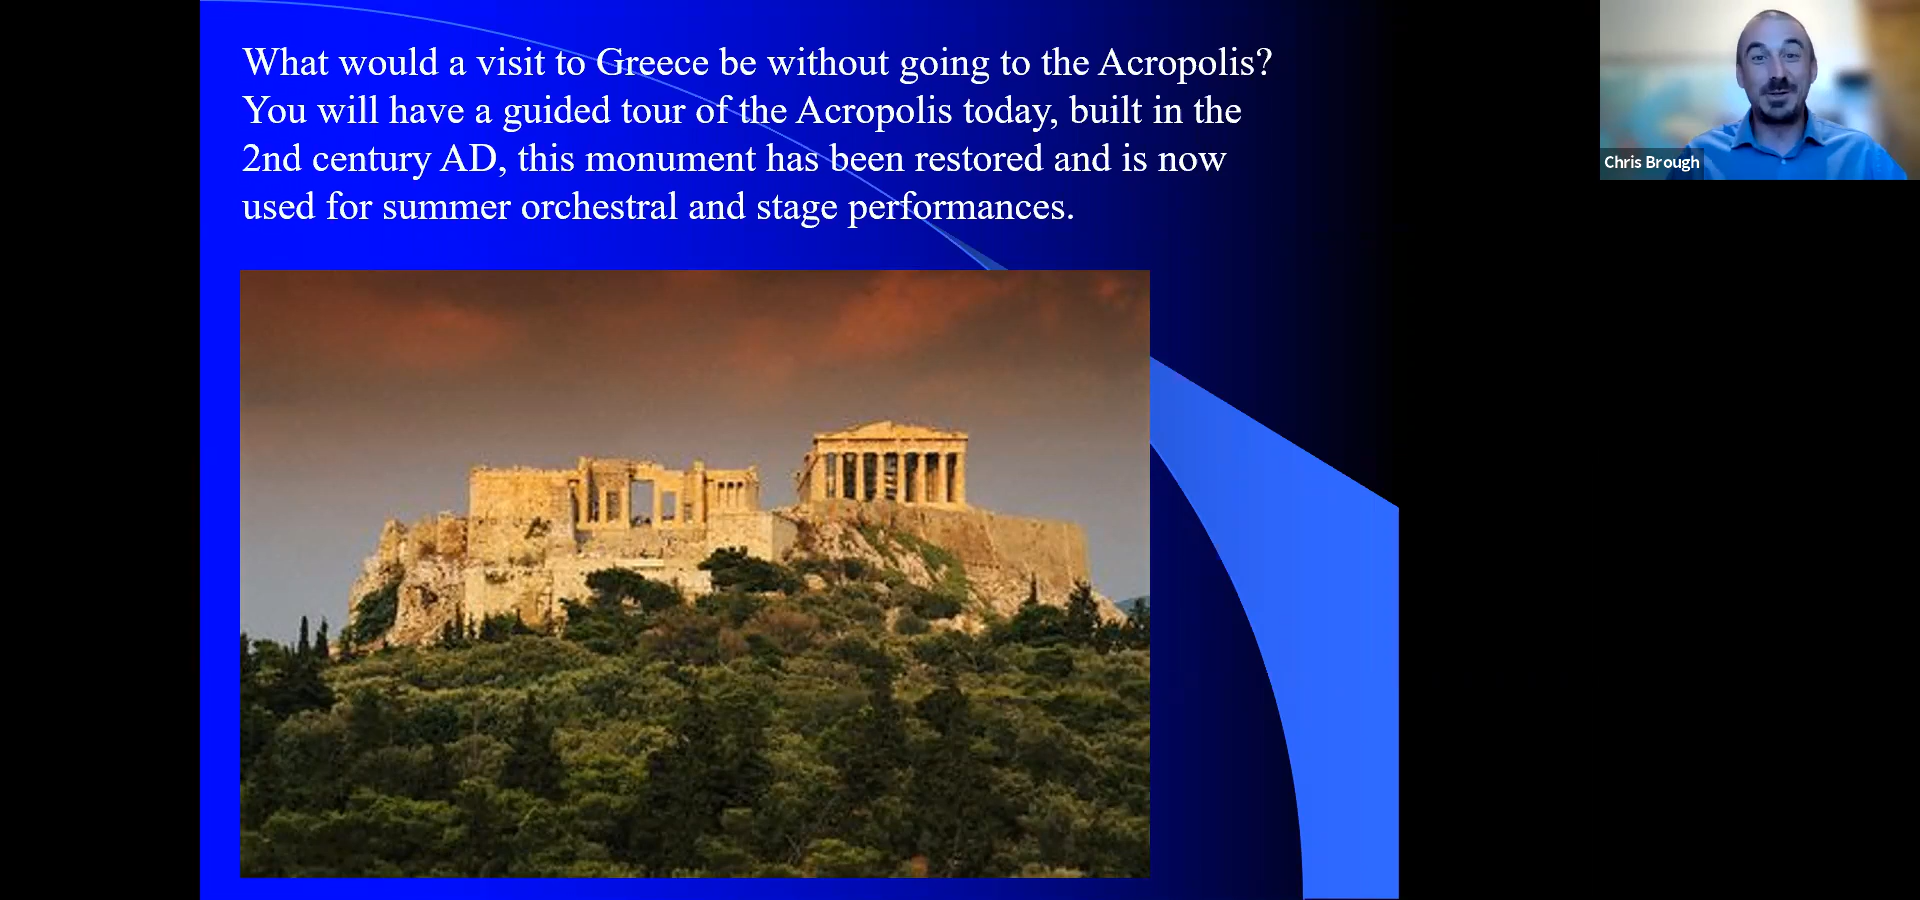 What would a visit to Greece be without going to the Acropolis?
You will have a guided tour of the Acropolis today, built in the
2nd century AD, this monument has been restored and is now
used for summer orchestral and stage performances.
Chris Brough